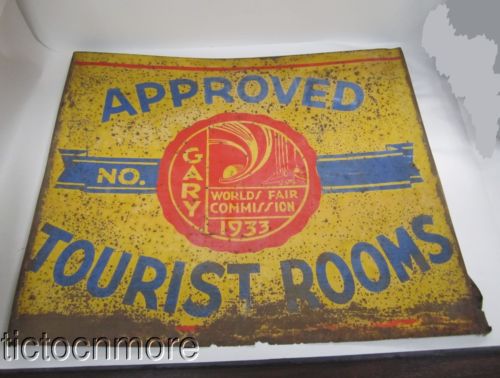 APPROVED
NO.
GARY
WORLDS FAIR
COMMISSION
1933
TOURIST ROOMS
tictocnmore